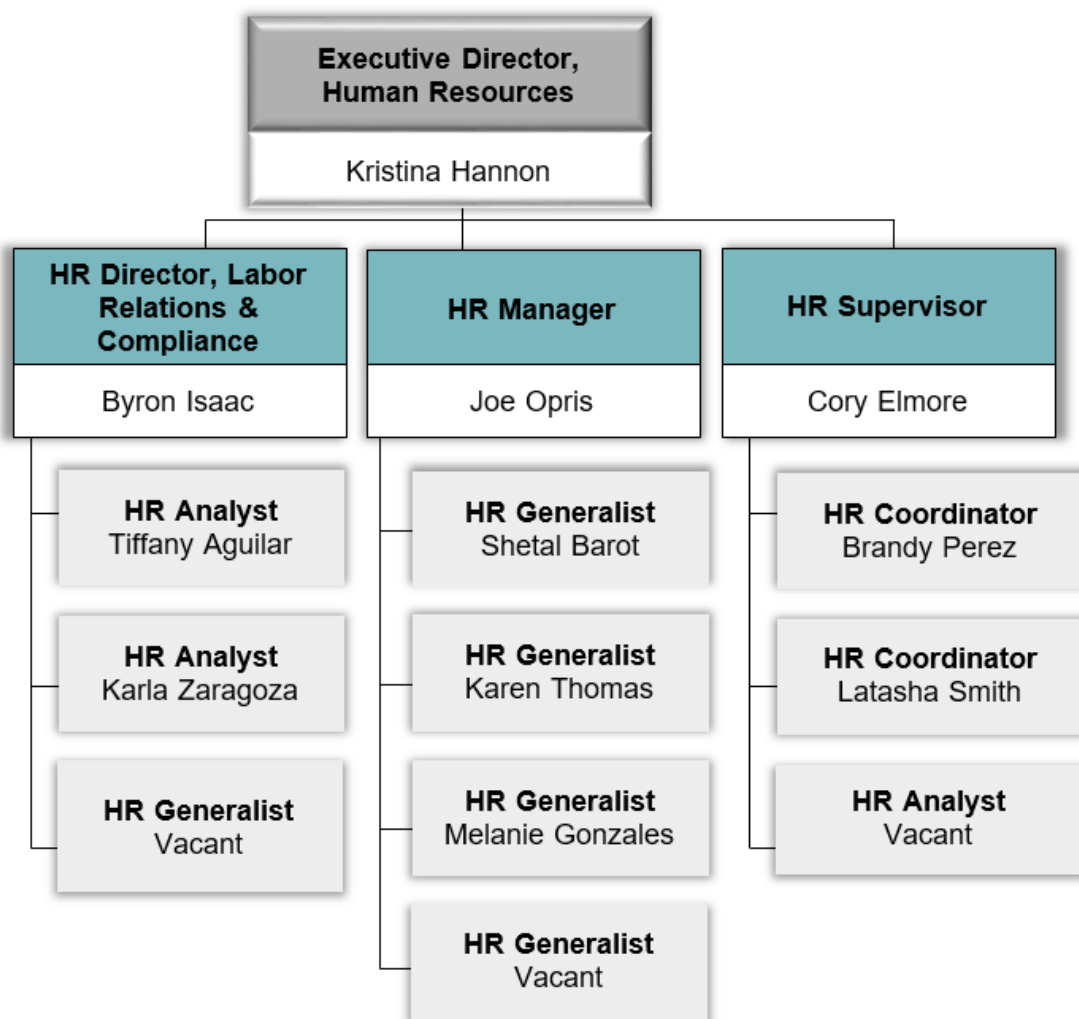 Executive Director,
Human Resources
Kristina Hannon
HR Director, Labor
Relations &
Compliance
Byron Isaac
HR Analyst
Tiffany Aguilar
HR Analyst
Karla Zaragoza
HR Generalist
Vacant
HR Manager
Joe Opris
HR Generalist
Shetal Barot
HR Generalist
Karen Thomas
HR Generalist
Melanie Gonzales
HR Generalist
Vacant
HR Supervisor
Cory Elmore
HR Coordinator
Brandy Perez
HR Coordinator
Latasha Smith
HR Analyst
Vacant